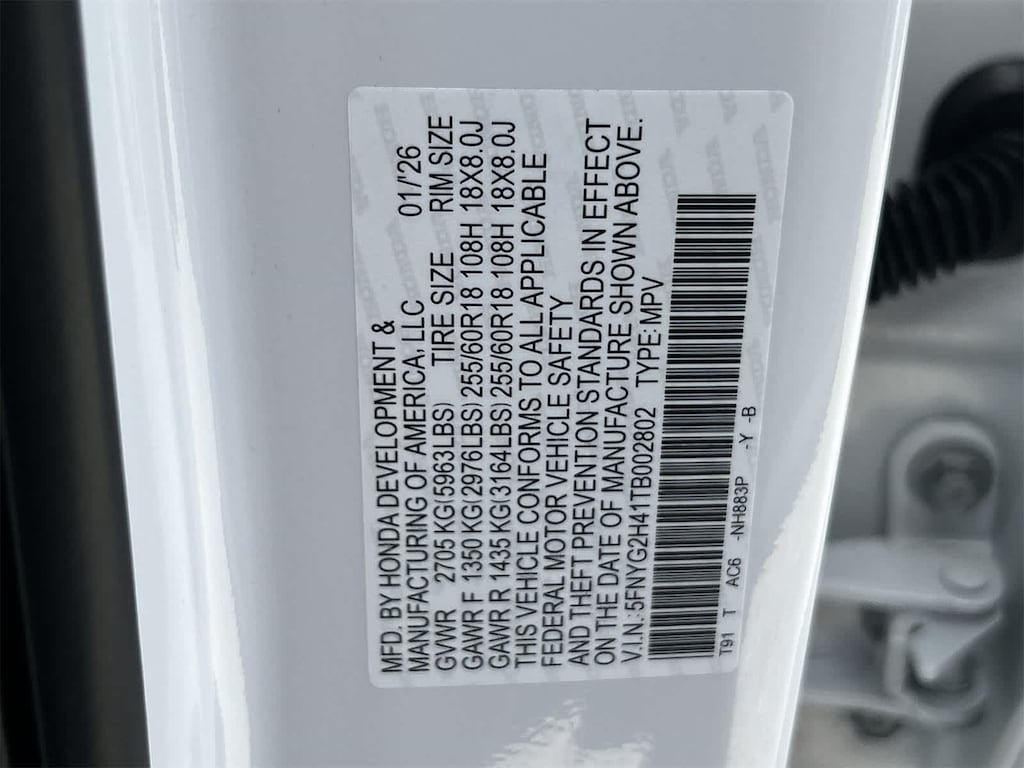 MFD. BY HONDA DEVELOPMENT &
MANUFACTURING OF AMERICA, LLC 01/'26
GVWR 2705 KG(5963LBS) TIRE SIZE RIM SIZE
GAWR F 1350 KG(2976LBS) 255/60R18 108H 18X8.0J
GAWR R 1435 KG(3164LBS) 255/60R18 108H 18X8.0J
THIS VEHICLE CONFORMS TO ALL APPLICABLE
FEDERAL MOTOR VEHICLE SAFETY
AND THEFT PREVENTION STANDARDS IN EFFECT
ON THE DATE OF MANUFACTURE SHOWN ABOVE.
V.I.N.: 5FNYG2H41TB002802 TYPE: MPV
T91 T AC6 -NH883P -Y -B